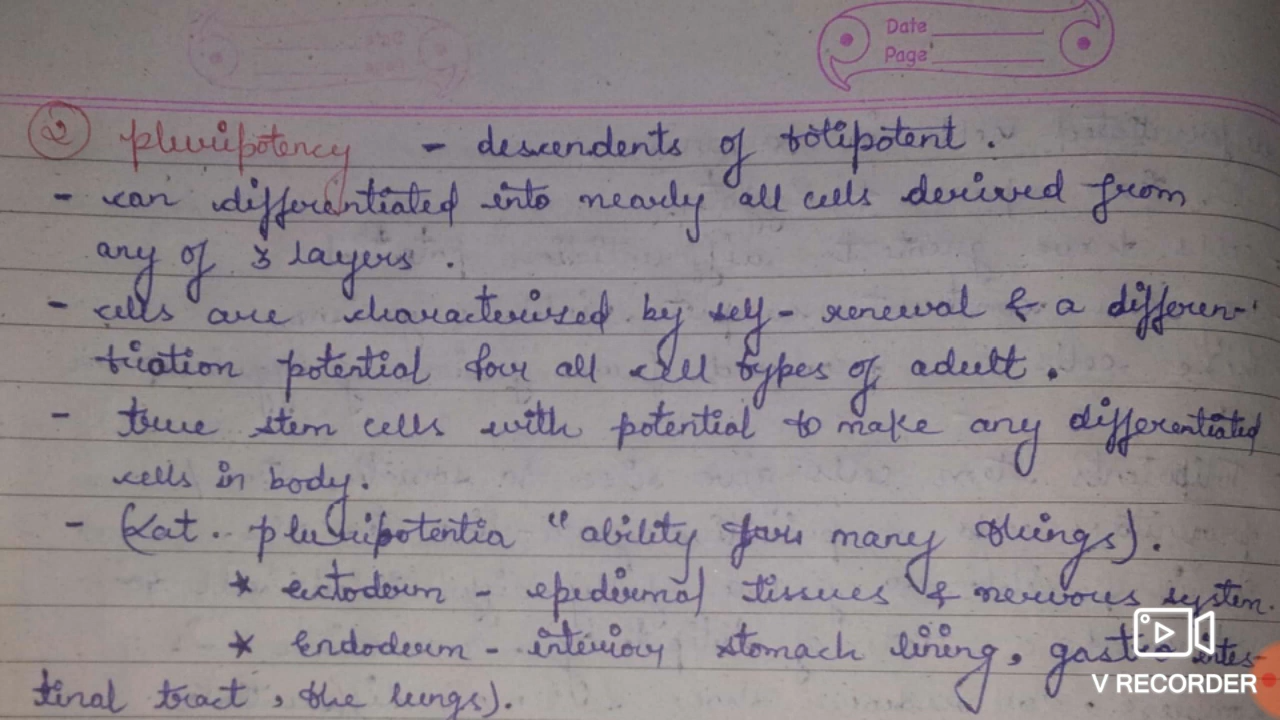 Date
Page
② pluripotency - descendents of totipotent.
- can differentiated into nearly all cells derived from
any of 3 layers.
- cells are characterized by self-renewal & a differen-
tiation potential for all cell types of adult.
- true stem cells with potential to make any differentiated
cells in body.
- (Lat. pluripotentia "ability for many things).
* ectoderm - epidermal tissues & nervous system.
* Endoderm - interior stomach lining, gastro intes-
tinal tract, the lungs).
V RECORDER